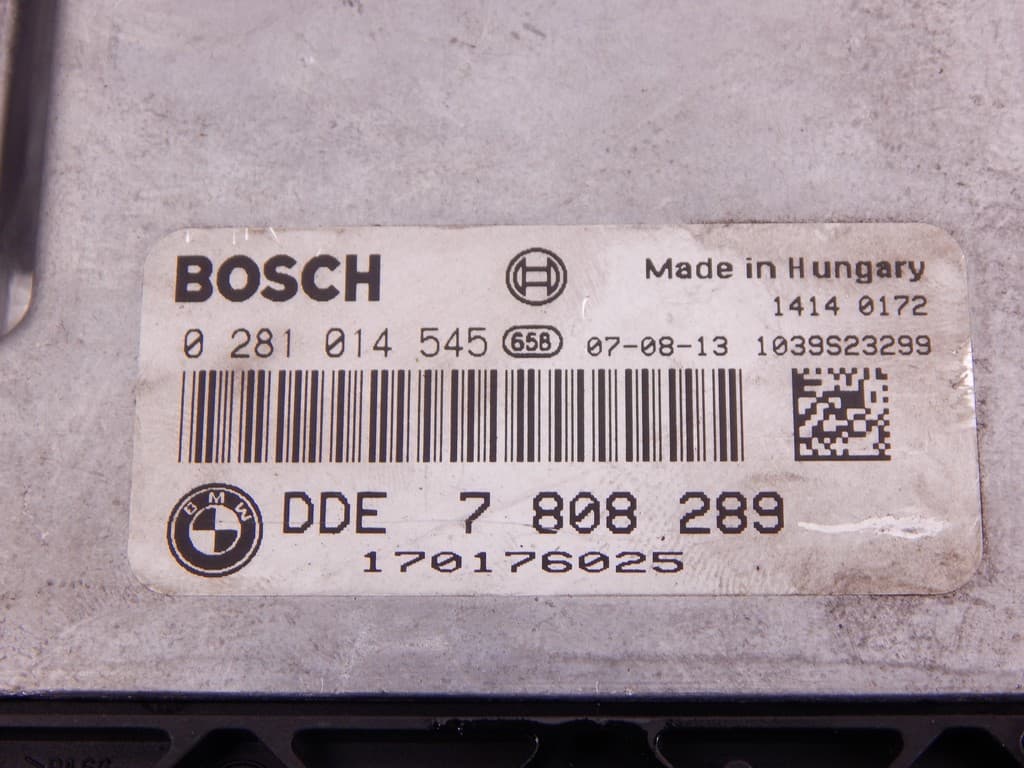 BOSCH
Made in Hungary
1414 0172
0 281 014 545 658 07-08-13 1039S23299
BMW
DDE 7 808 289
170176025